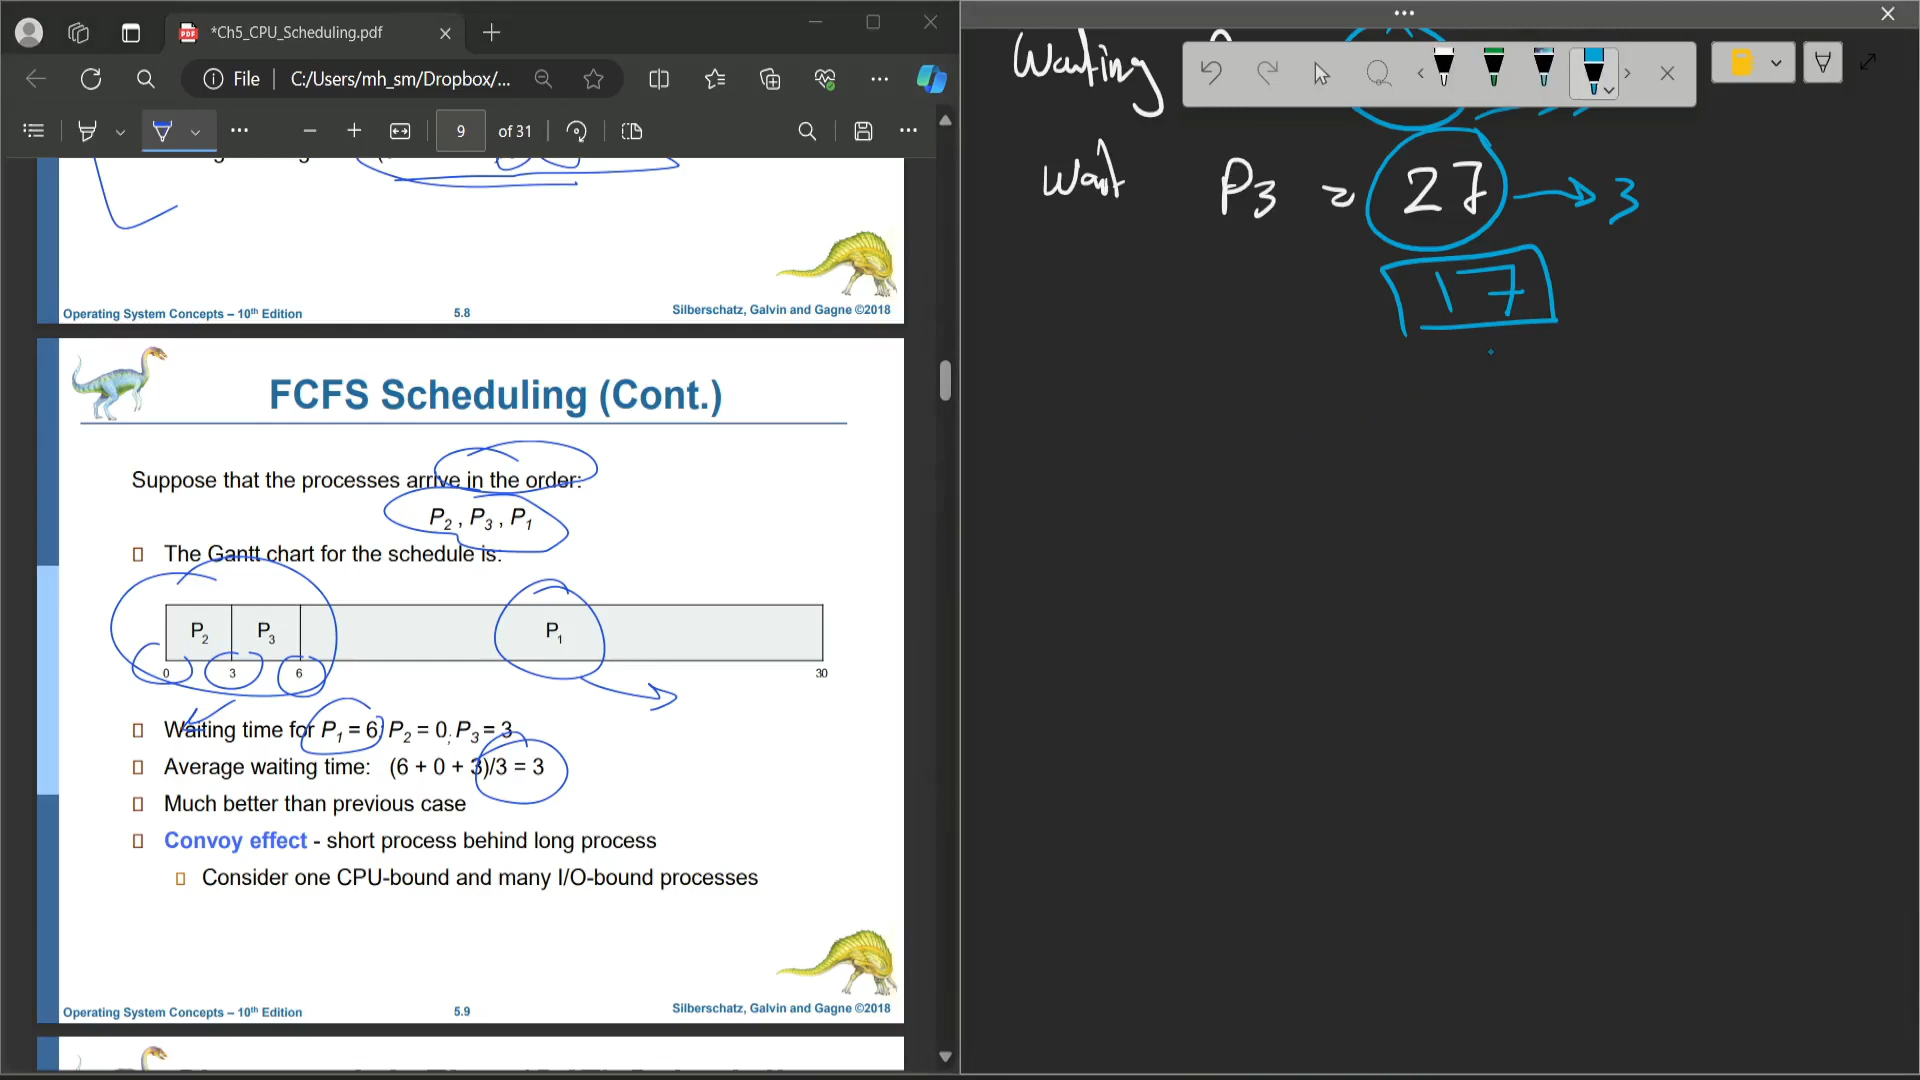 *Ch5_CPU_Scheduling.pdf
File
C:/Users/mh_sm/Dropbox/...
9 of 31
Operating System Concepts – 10th Edition
5.8
Silberschatz, Galvin and Gagne ©2018
FCFS Scheduling (Cont.)
Suppose that the processes arrive in the order:
P2 , P3 , P1
The Gantt chart for the schedule is:
P2 P3 P1
0 3 6 30
Waiting time for P1 = 6; P2 = 0; P3 = 3
Average waiting time: (6 + 0 + 3)/3 = 3
Much better than previous case
Convoy effect - short process behind long process
Consider one CPU-bound and many I/O-bound processes
Operating System Concepts – 10th Edition
5.9
Silberschatz, Galvin and Gagne ©2018
Waiting
Wait P3 = 27 → 3
17